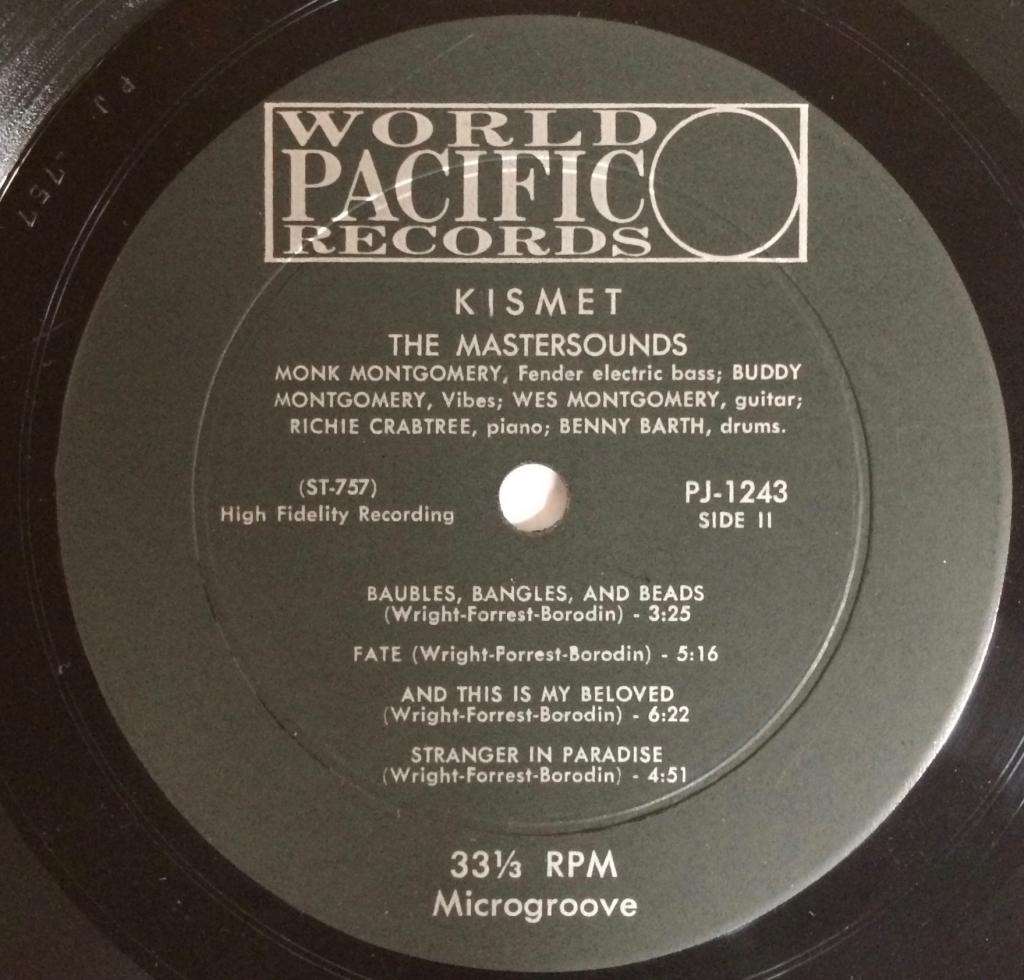 WORLD
PACIFIC
RECORDS
KISMET
THE MASTERSOUNDS
MONK MONTGOMERY, Fender electric bass; BUDDY
MONTGOMERY, Vibes; WES MONTGOMERY, guitar;
RICHIE CRABTREE, piano; BENNY BARTH, drums.
(ST-757)
High Fidelity Recording
PJ-1243
SIDE II
BAUBLES, BANGLES, AND BEADS
(Wright-Forrest-Borodin) - 3:25
FATE (Wright-Forrest-Borodin) - 5:16
AND THIS IS MY BELOVED
(Wright-Forrest-Borodin) - 6:22
STRANGER IN PARADISE
(Wright-Forrest-Borodin) - 4:51
33⅓ RPM
Microgroove
PJ-757